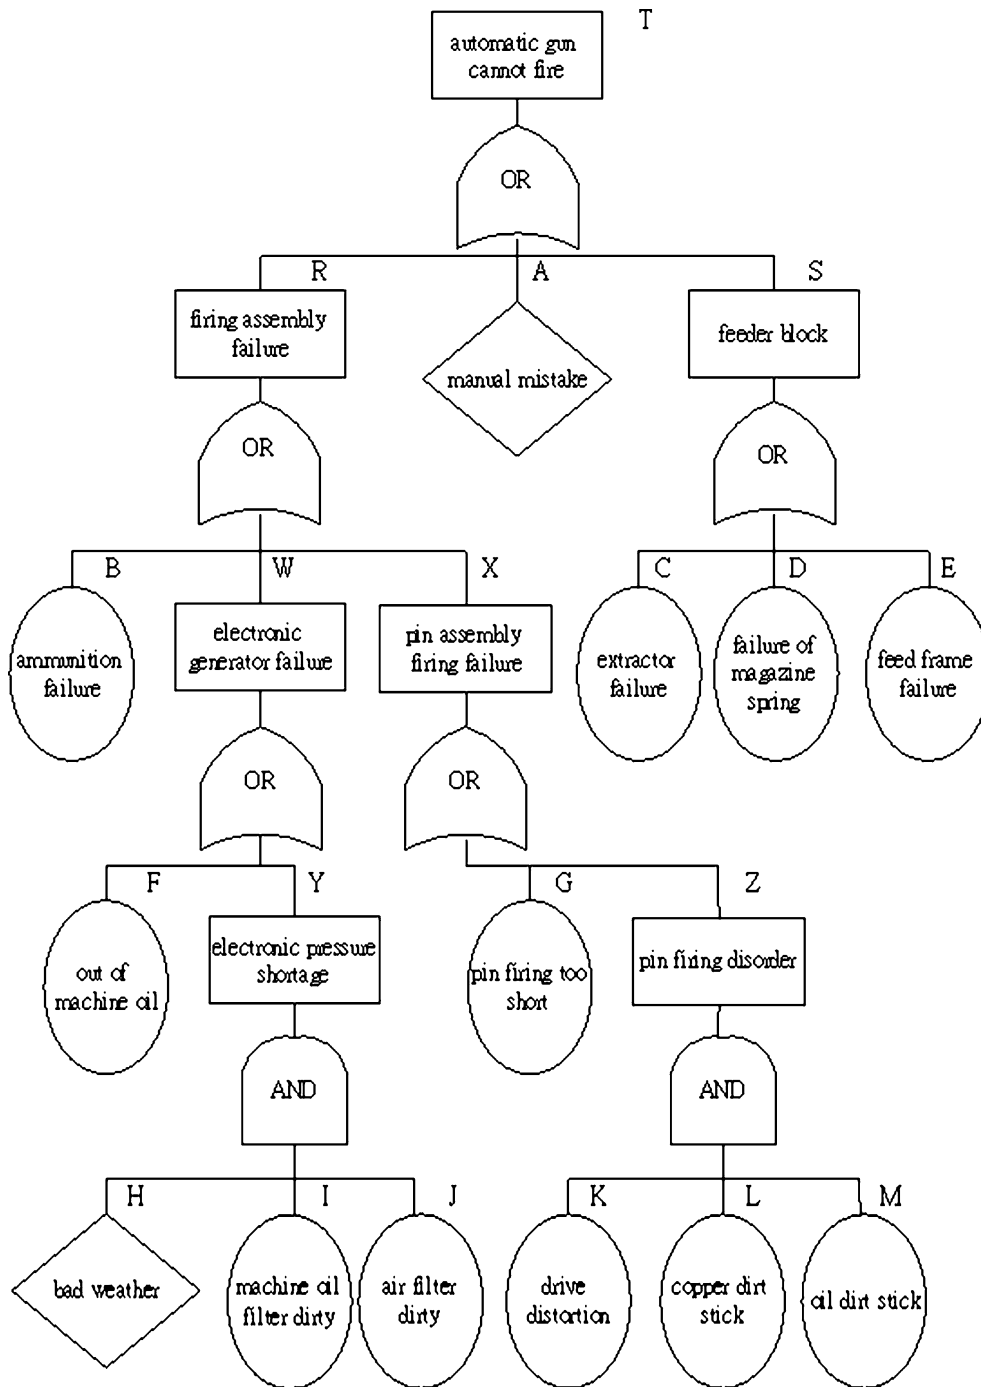 T
automatic gun
cannot fire
OR
R
A
S
firing assembly
failure
manual mistake
feeder block
OR
OR
B
W
X
C
D
E
ammunition
failure
electronic
generator failure
pin assembly
firing failure
extractor
failure
failure of
magazine
spring
feed frame
failure
OR
OR
F
Y
G
Z
out of
machine oil
electronic pressure
shortage
pin firing too
short
pin firing disorder
AND
AND
H
I
J
K
L
M
bad weather
machine oil
filter dirty
air filter
dirty
drive
distortion
copper dirt
stick
oil dirt stick